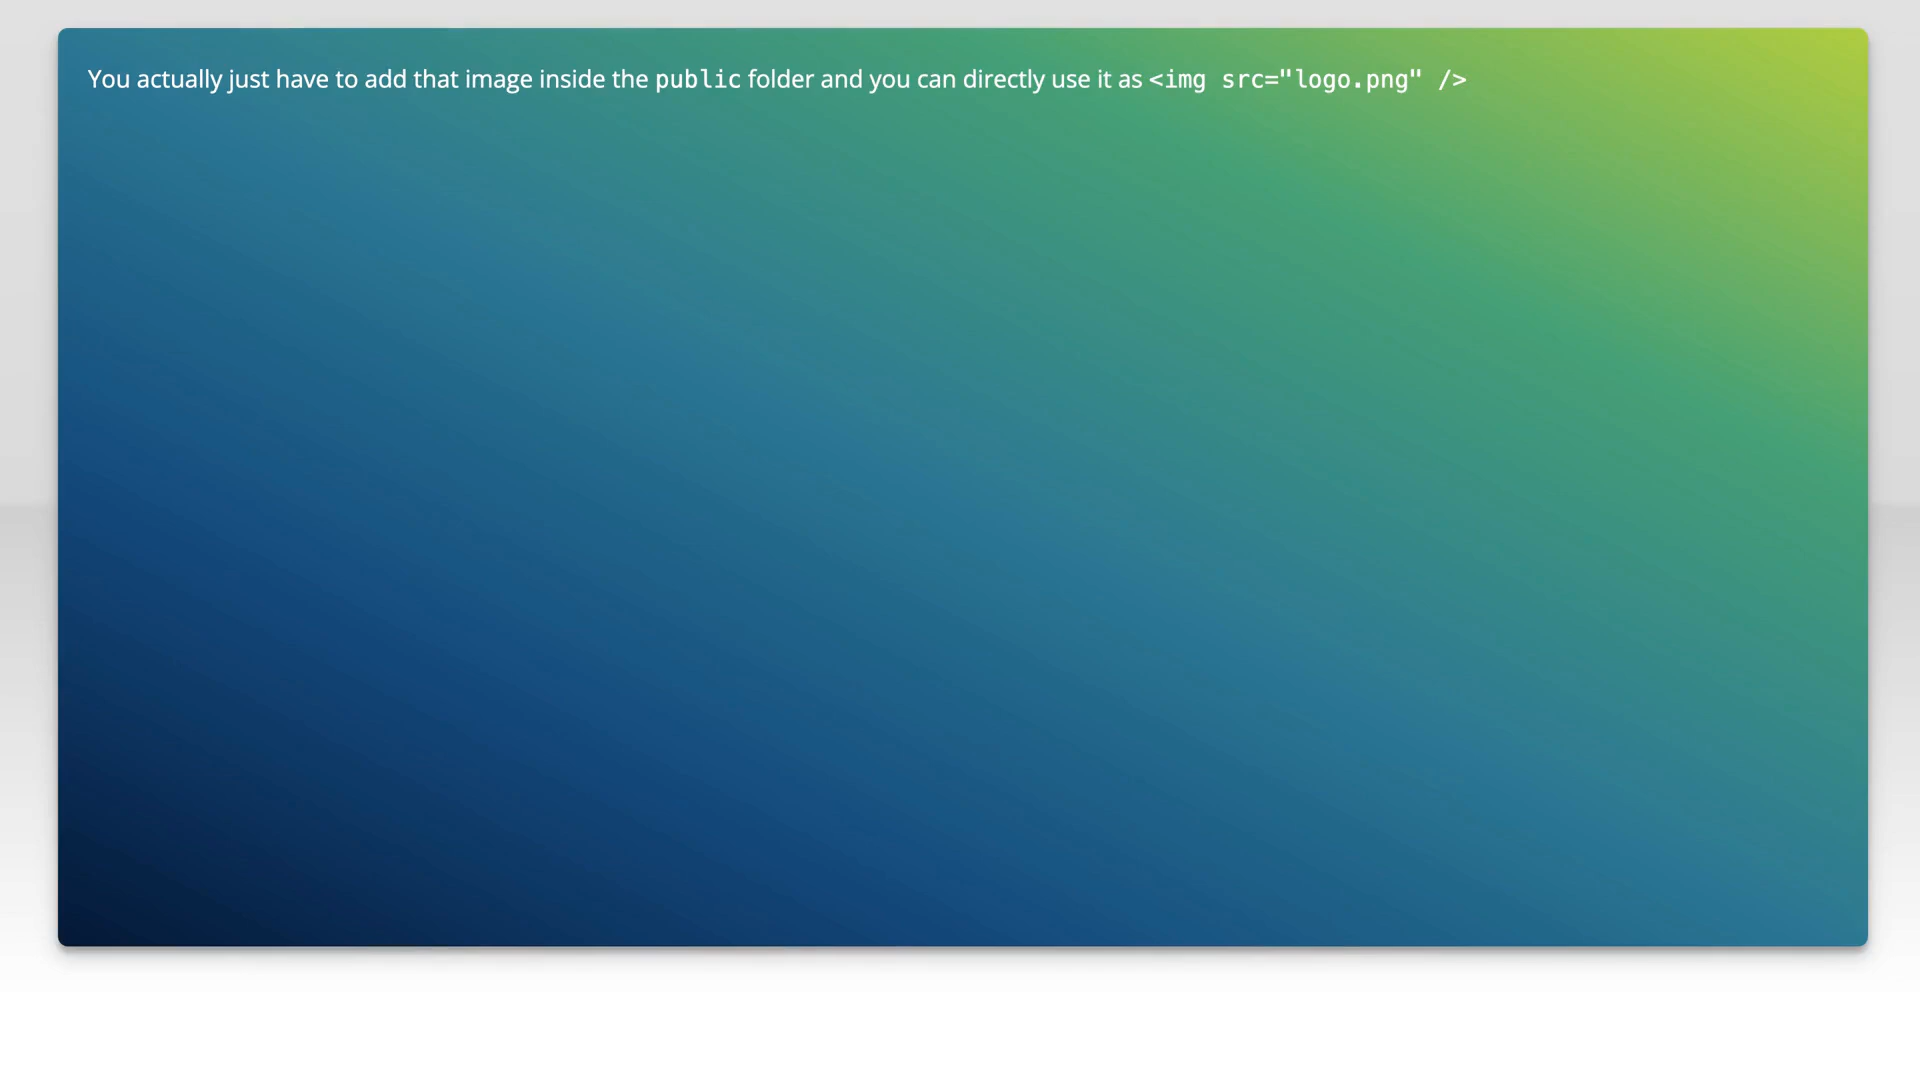 You actually just have to add that image inside the public folder and you can directly use it as <img src="logo.png" />